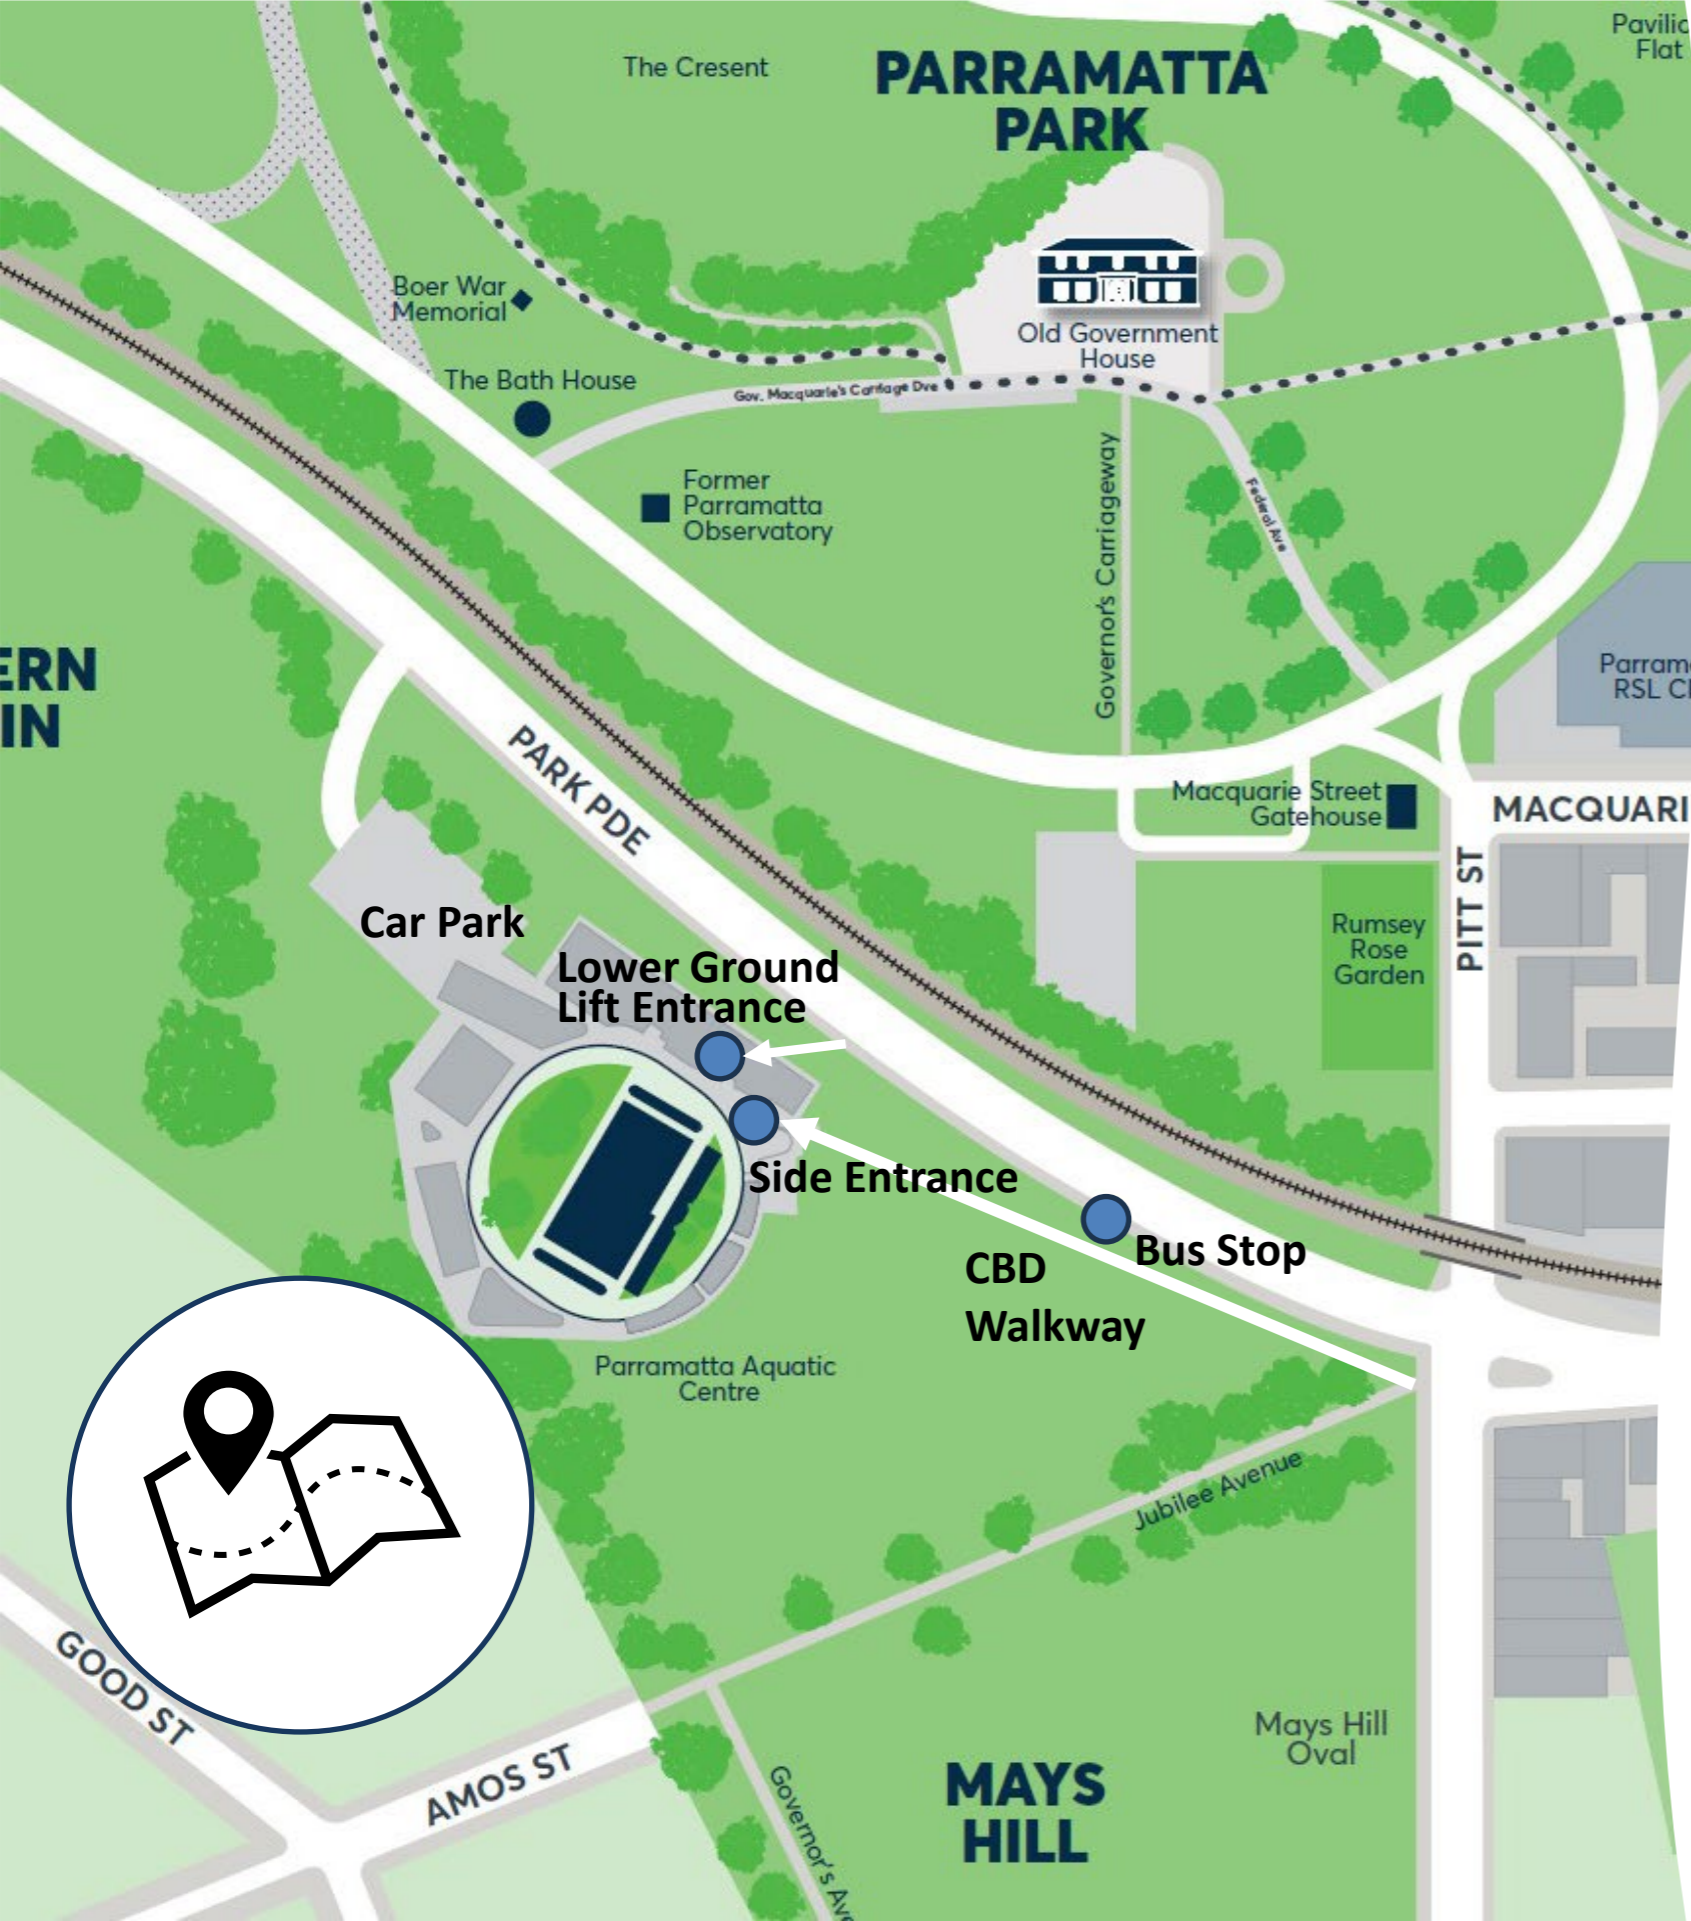 Pavilio
Flat
The Cresent
PARRAMATTA
PARK
Boer War
Memorial
Old Government
House
The Bath House
Gov. Macquarie's Carriage Dve
Former
Parramatta
Observatory
Governor's Carriageway
Federal Ave
ERN
IN
Parrama
RSL Cl
PARK PDE
Macquarie Street
Gatehouse
MACQUARI
PITT ST
Car Park
Rumsey
Rose
Garden
Lower Ground
Lift Entrance
Side Entrance
CBD
Walkway
Bus Stop
Parramatta Aquatic
Centre
Jubilee Avenue
GOOD ST
AMOS ST
Governor's Ave
Mays Hill
Oval
MAYS
HILL